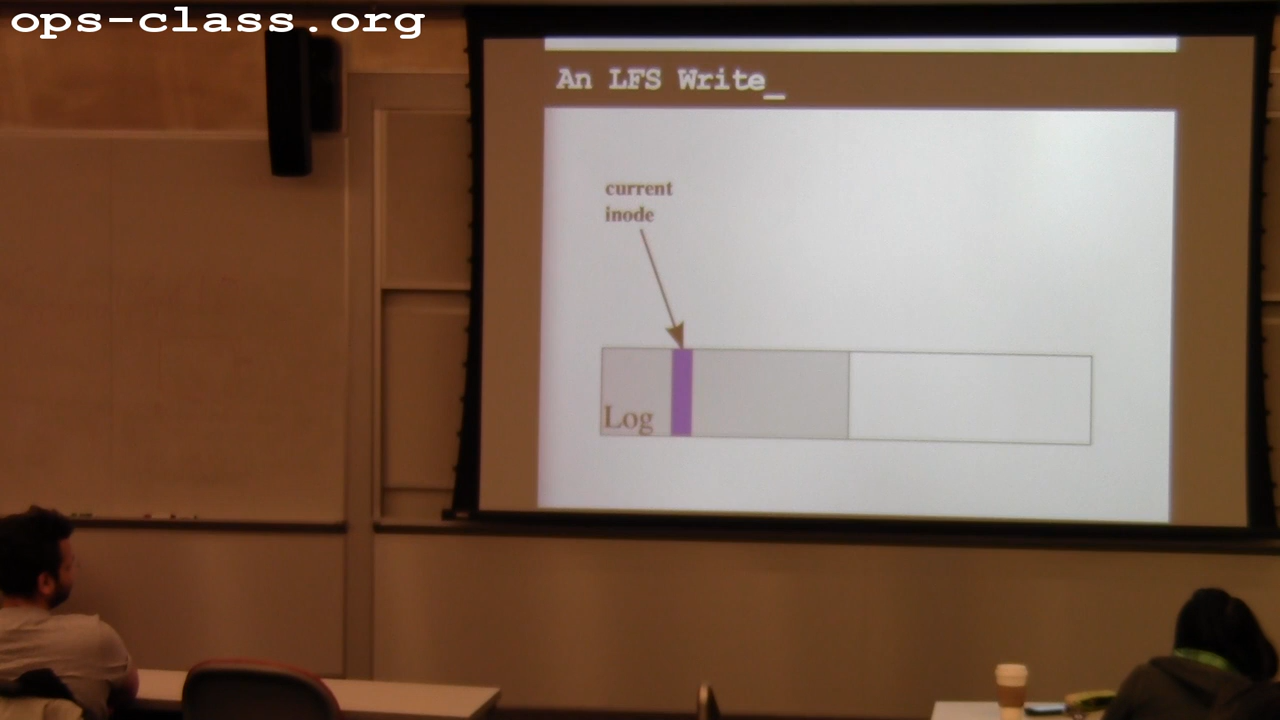 ops-class.org
An LFS Write_
current
inode
Log